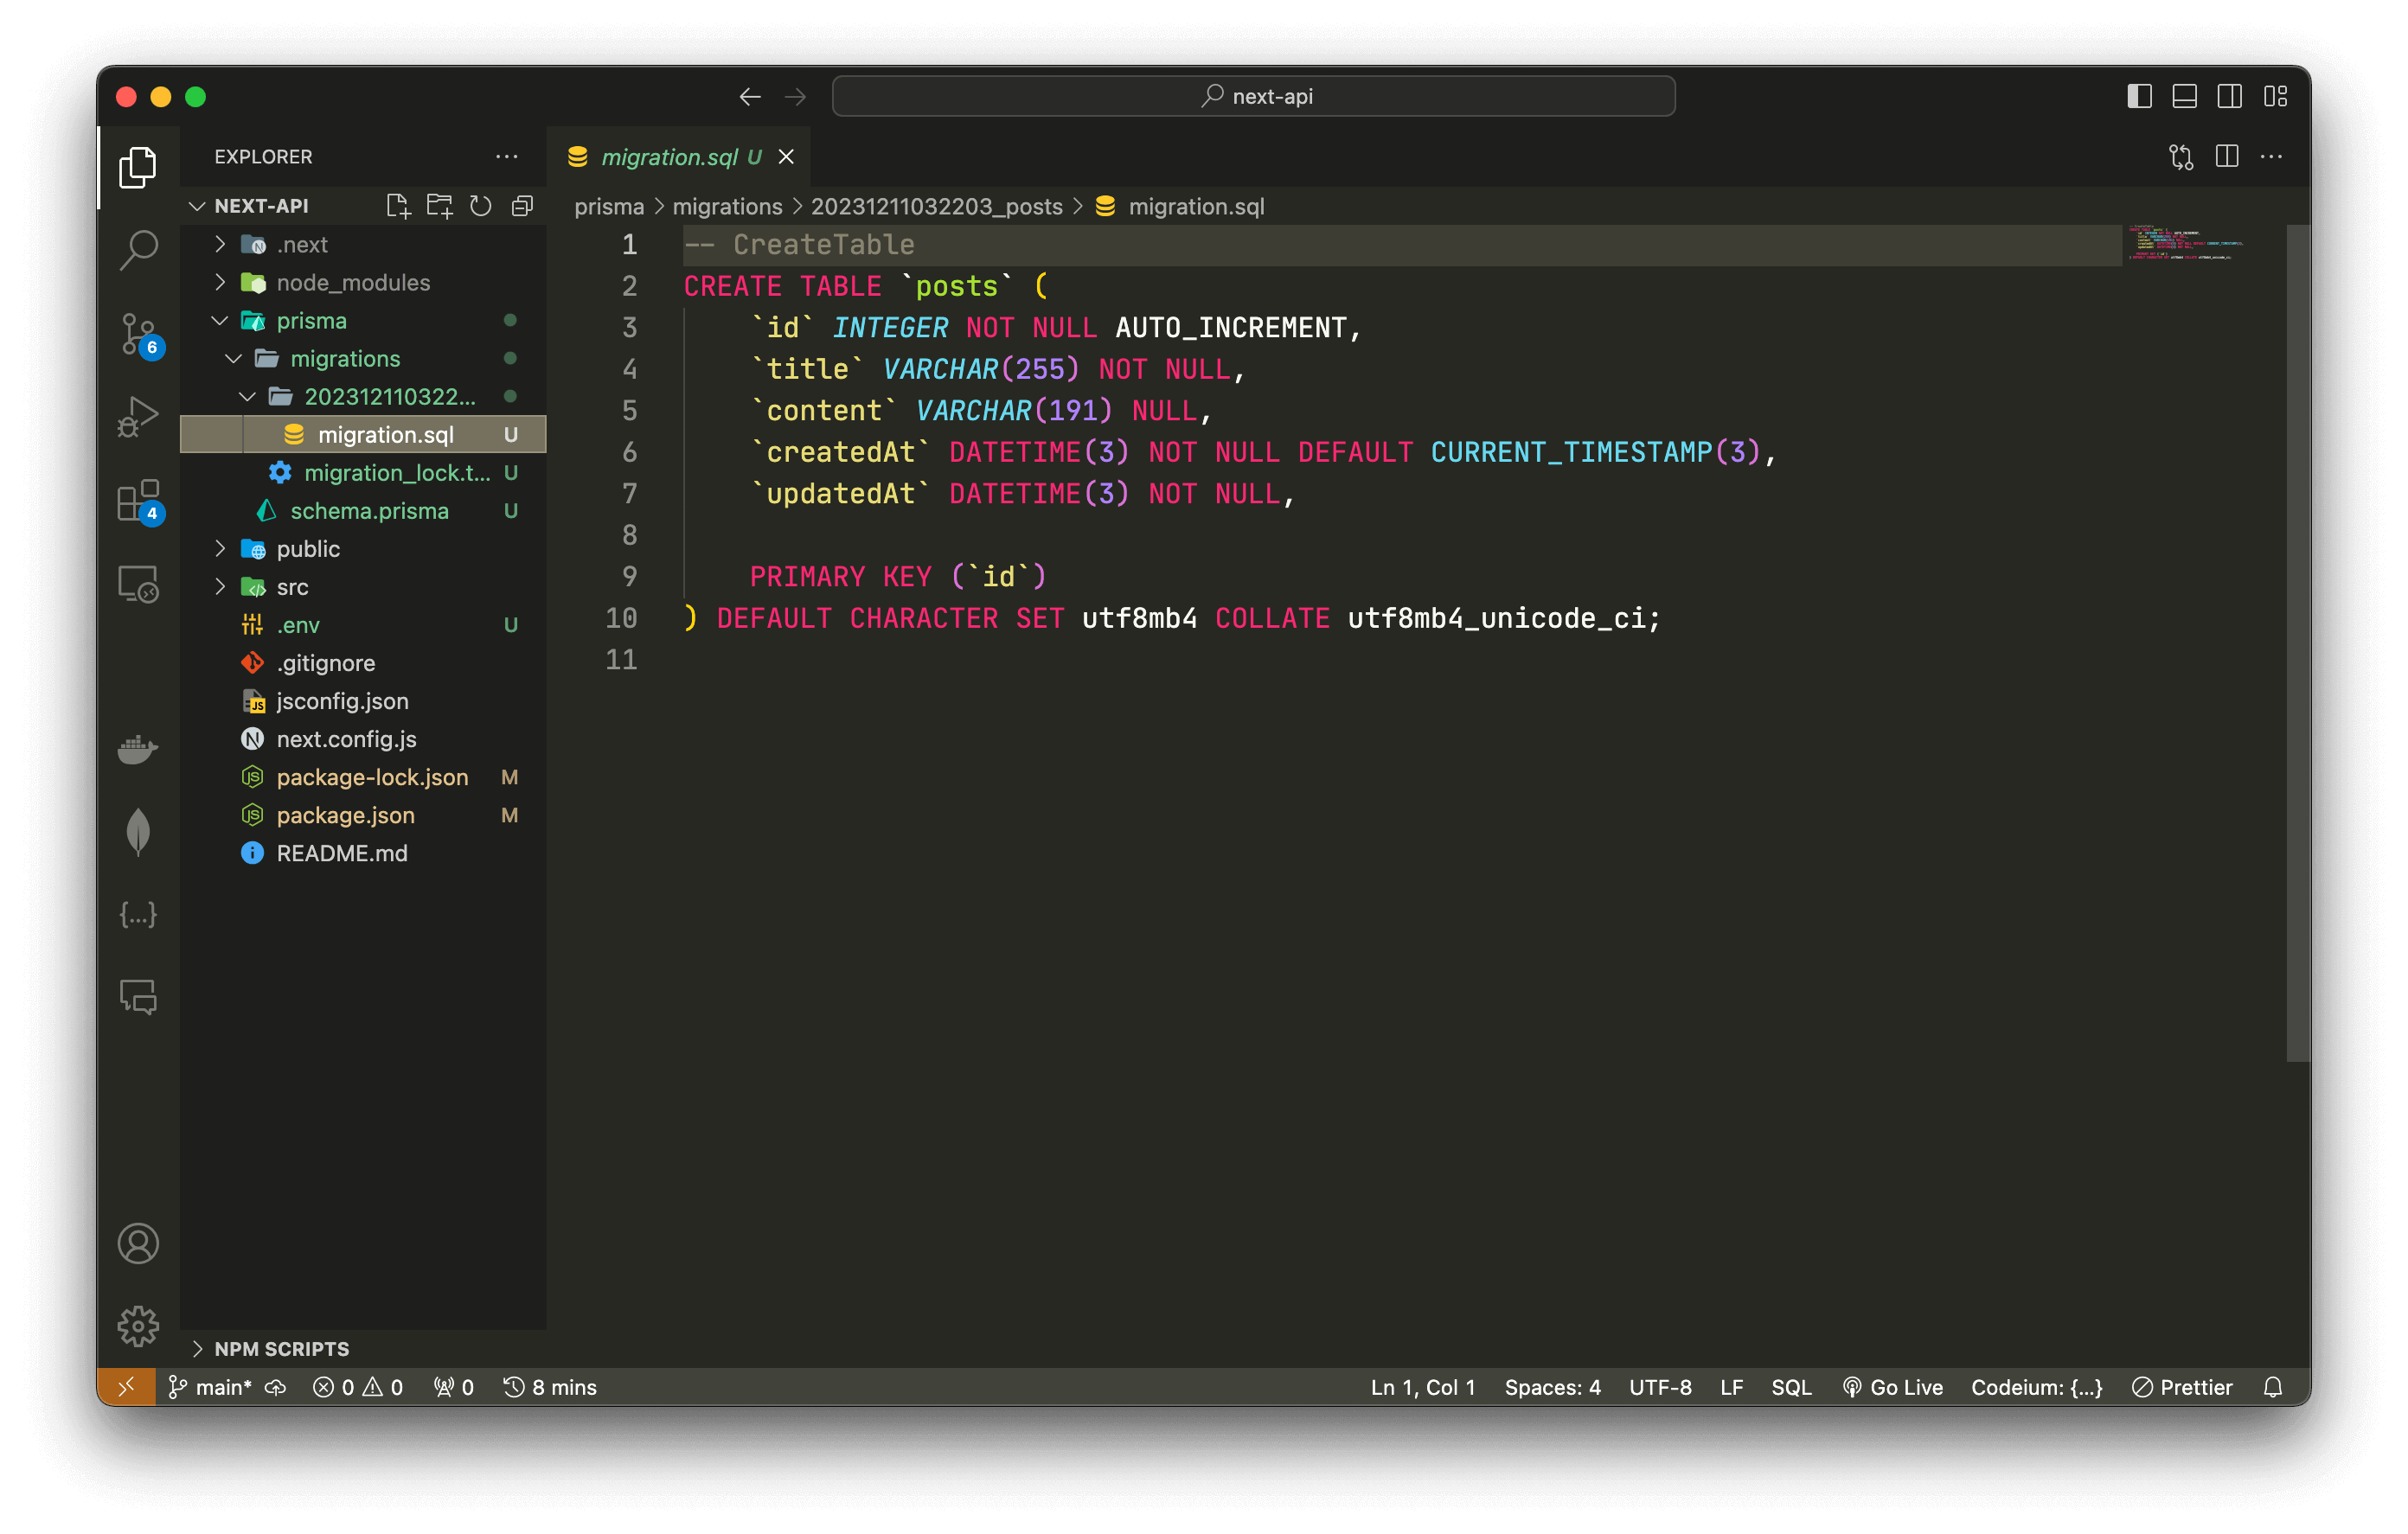 next-api
EXPLORER
migration.sql U
NEXT-API
prisma > migrations > 20231211032203_posts > migration.sql
.next
node_modules
prisma
migrations
202312110322...
migration.sql U
migration_lock.t... U
schema.prisma U
public
src
.env U
.gitignore
jsconfig.json
next.config.js
package-lock.json M
package.json M
README.md
NPM SCRIPTS
6
4
1 -- CreateTable
2 CREATE TABLE `posts` (
3     `id` INTEGER NOT NULL AUTO_INCREMENT,
4     `title` VARCHAR(255) NOT NULL,
5     `content` VARCHAR(191) NULL,
6     `createdAt` DATETIME(3) NOT NULL DEFAULT CURRENT_TIMESTAMP(3),
7     `updatedAt` DATETIME(3) NOT NULL,
8
9     PRIMARY KEY (`id`)
10 ) DEFAULT CHARACTER SET utf8mb4 COLLATE utf8mb4_unicode_ci;
11
main* 0 0 0 8 mins Ln 1, Col 1 Spaces: 4 UTF-8 LF SQL Go Live Codeium: {...} Prettier